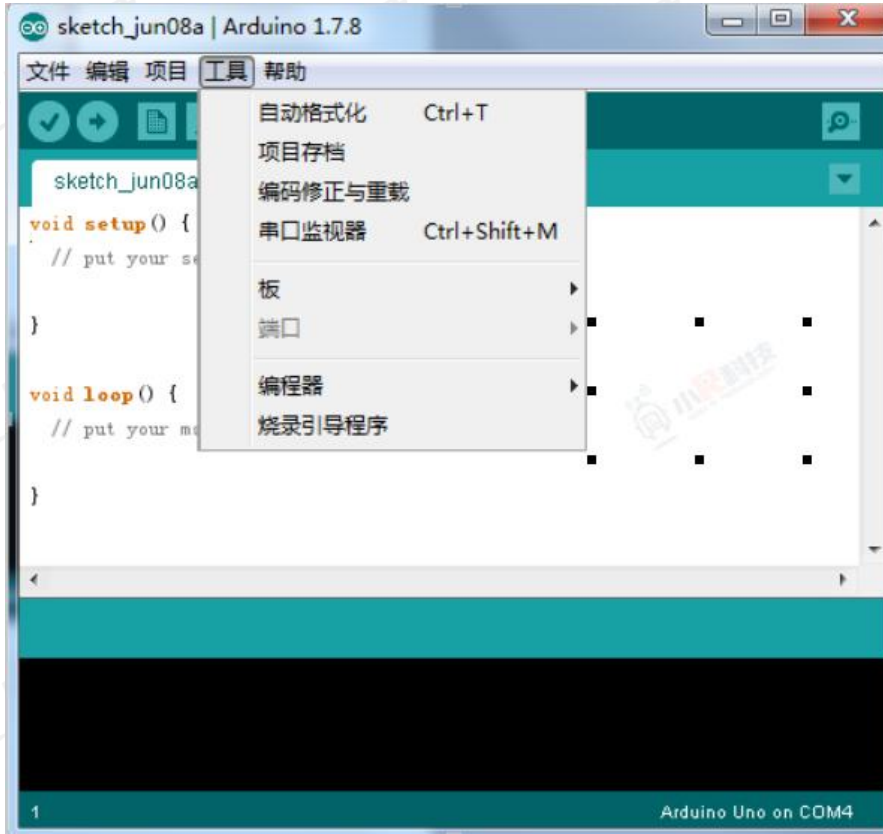 sketch_jun08a | Arduino 1.7.8
文件 编辑 项目 工具 帮助
自动格式化 Ctrl+T
项目存档
sketch_jun08a
编码修正与重载
void setup() {
串口监视器 Ctrl+Shift+M
// put your se
板
}
端口
void loop() {
编程器
// put your mo
烧录引导程序
}
1
Arduino Uno on COM4